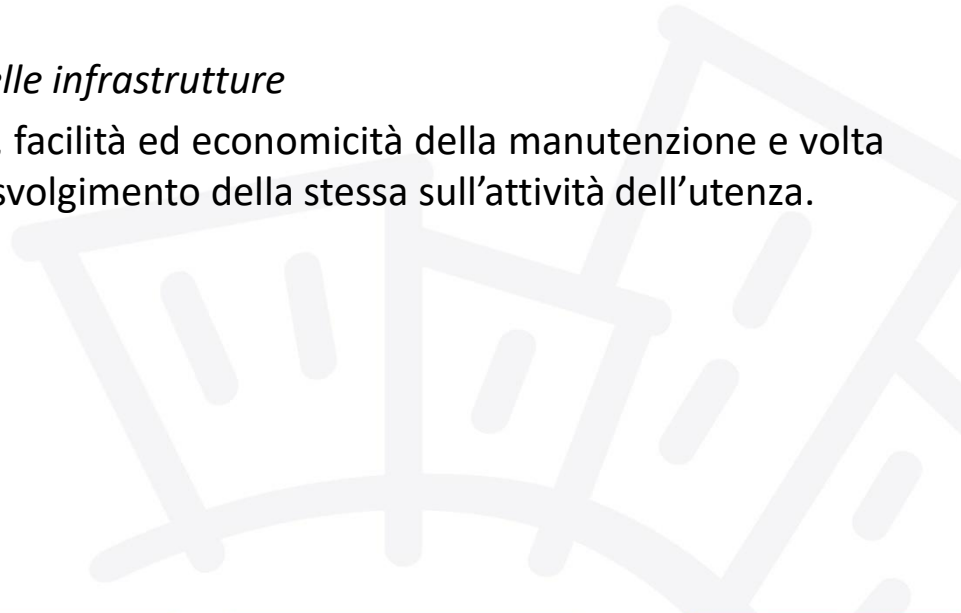 elle infrastrutture
facilità ed economicità della manutenzione e volta
svolgimento della stessa sull’attività dell’utenza.